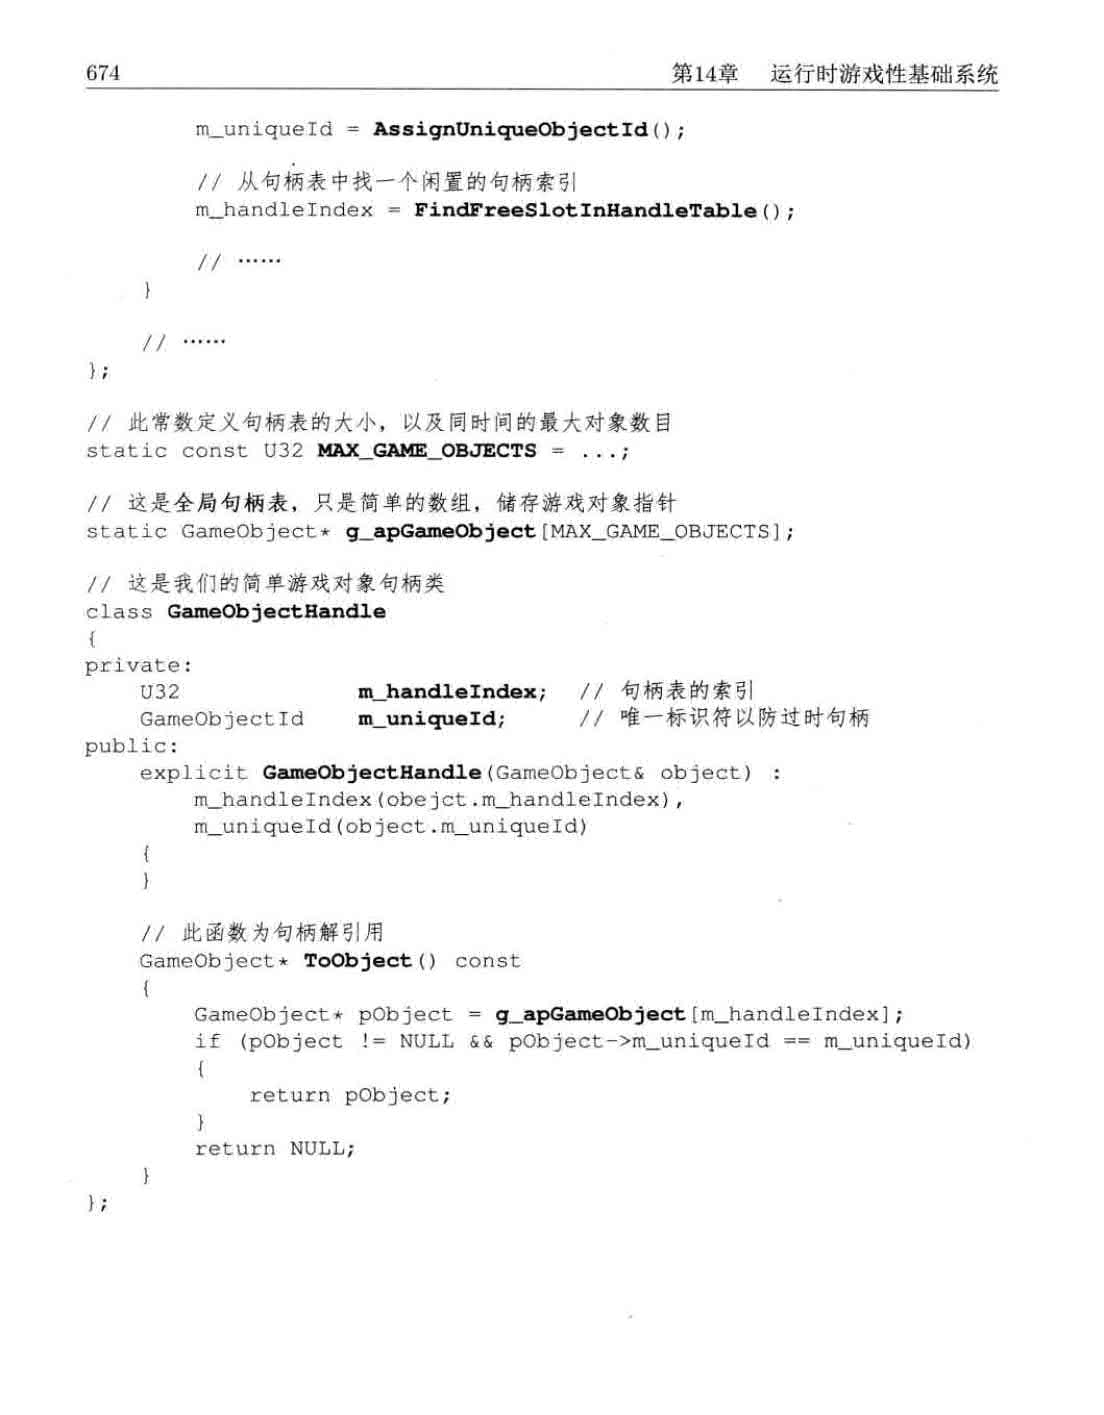 674 第14章 运行时游戏性基础系统
m_uniqueId = AssignUniqueObjectId();
// 从句柄表中找一个闲置的句柄索引
m_handleIndex = FindFreeSlotInHandleTable();
// ······
}
// ······
};
// 此常数定义句柄表的大小，以及同时间的最大对象数目
static const U32 MAX_GAME_OBJECTS = ...;
// 这是全局句柄表，只是简单的数组，储存游戏对象指针
static GameObject* g_apGameObject[MAX_GAME_OBJECTS];
// 这是我们的简单游戏对象句柄类
class GameObjectHandle
{
private:
U32 m_handleIndex; // 句柄表的索引
GameObjectId m_uniqueId; // 唯一标识符以防过时句柄
public:
explicit GameObjectHandle(GameObject& object) :
m_handleIndex(obejct.m_handleIndex),
m_uniqueId(object.m_uniqueId)
{
}
// 此函数为句柄解引用
GameObject* ToObject() const
{
GameObject* pObject = g_apGameObject[m_handleIndex];
if (pObject != NULL && pObject->m_uniqueId == m_uniqueId)
{
return pObject;
}
return NULL;
}
};